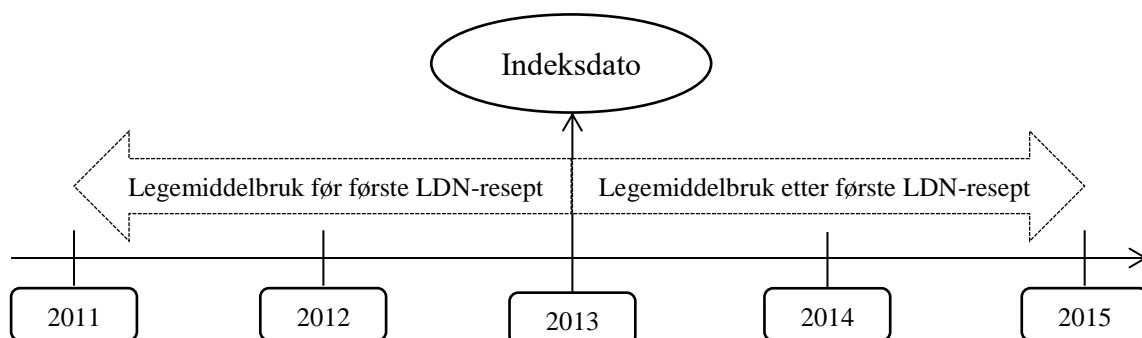 Indeksdato
Legemiddelbruk før første LDN-resept
Legemiddelbruk etter første LDN-resept
2011
2012
2013
2014
2015